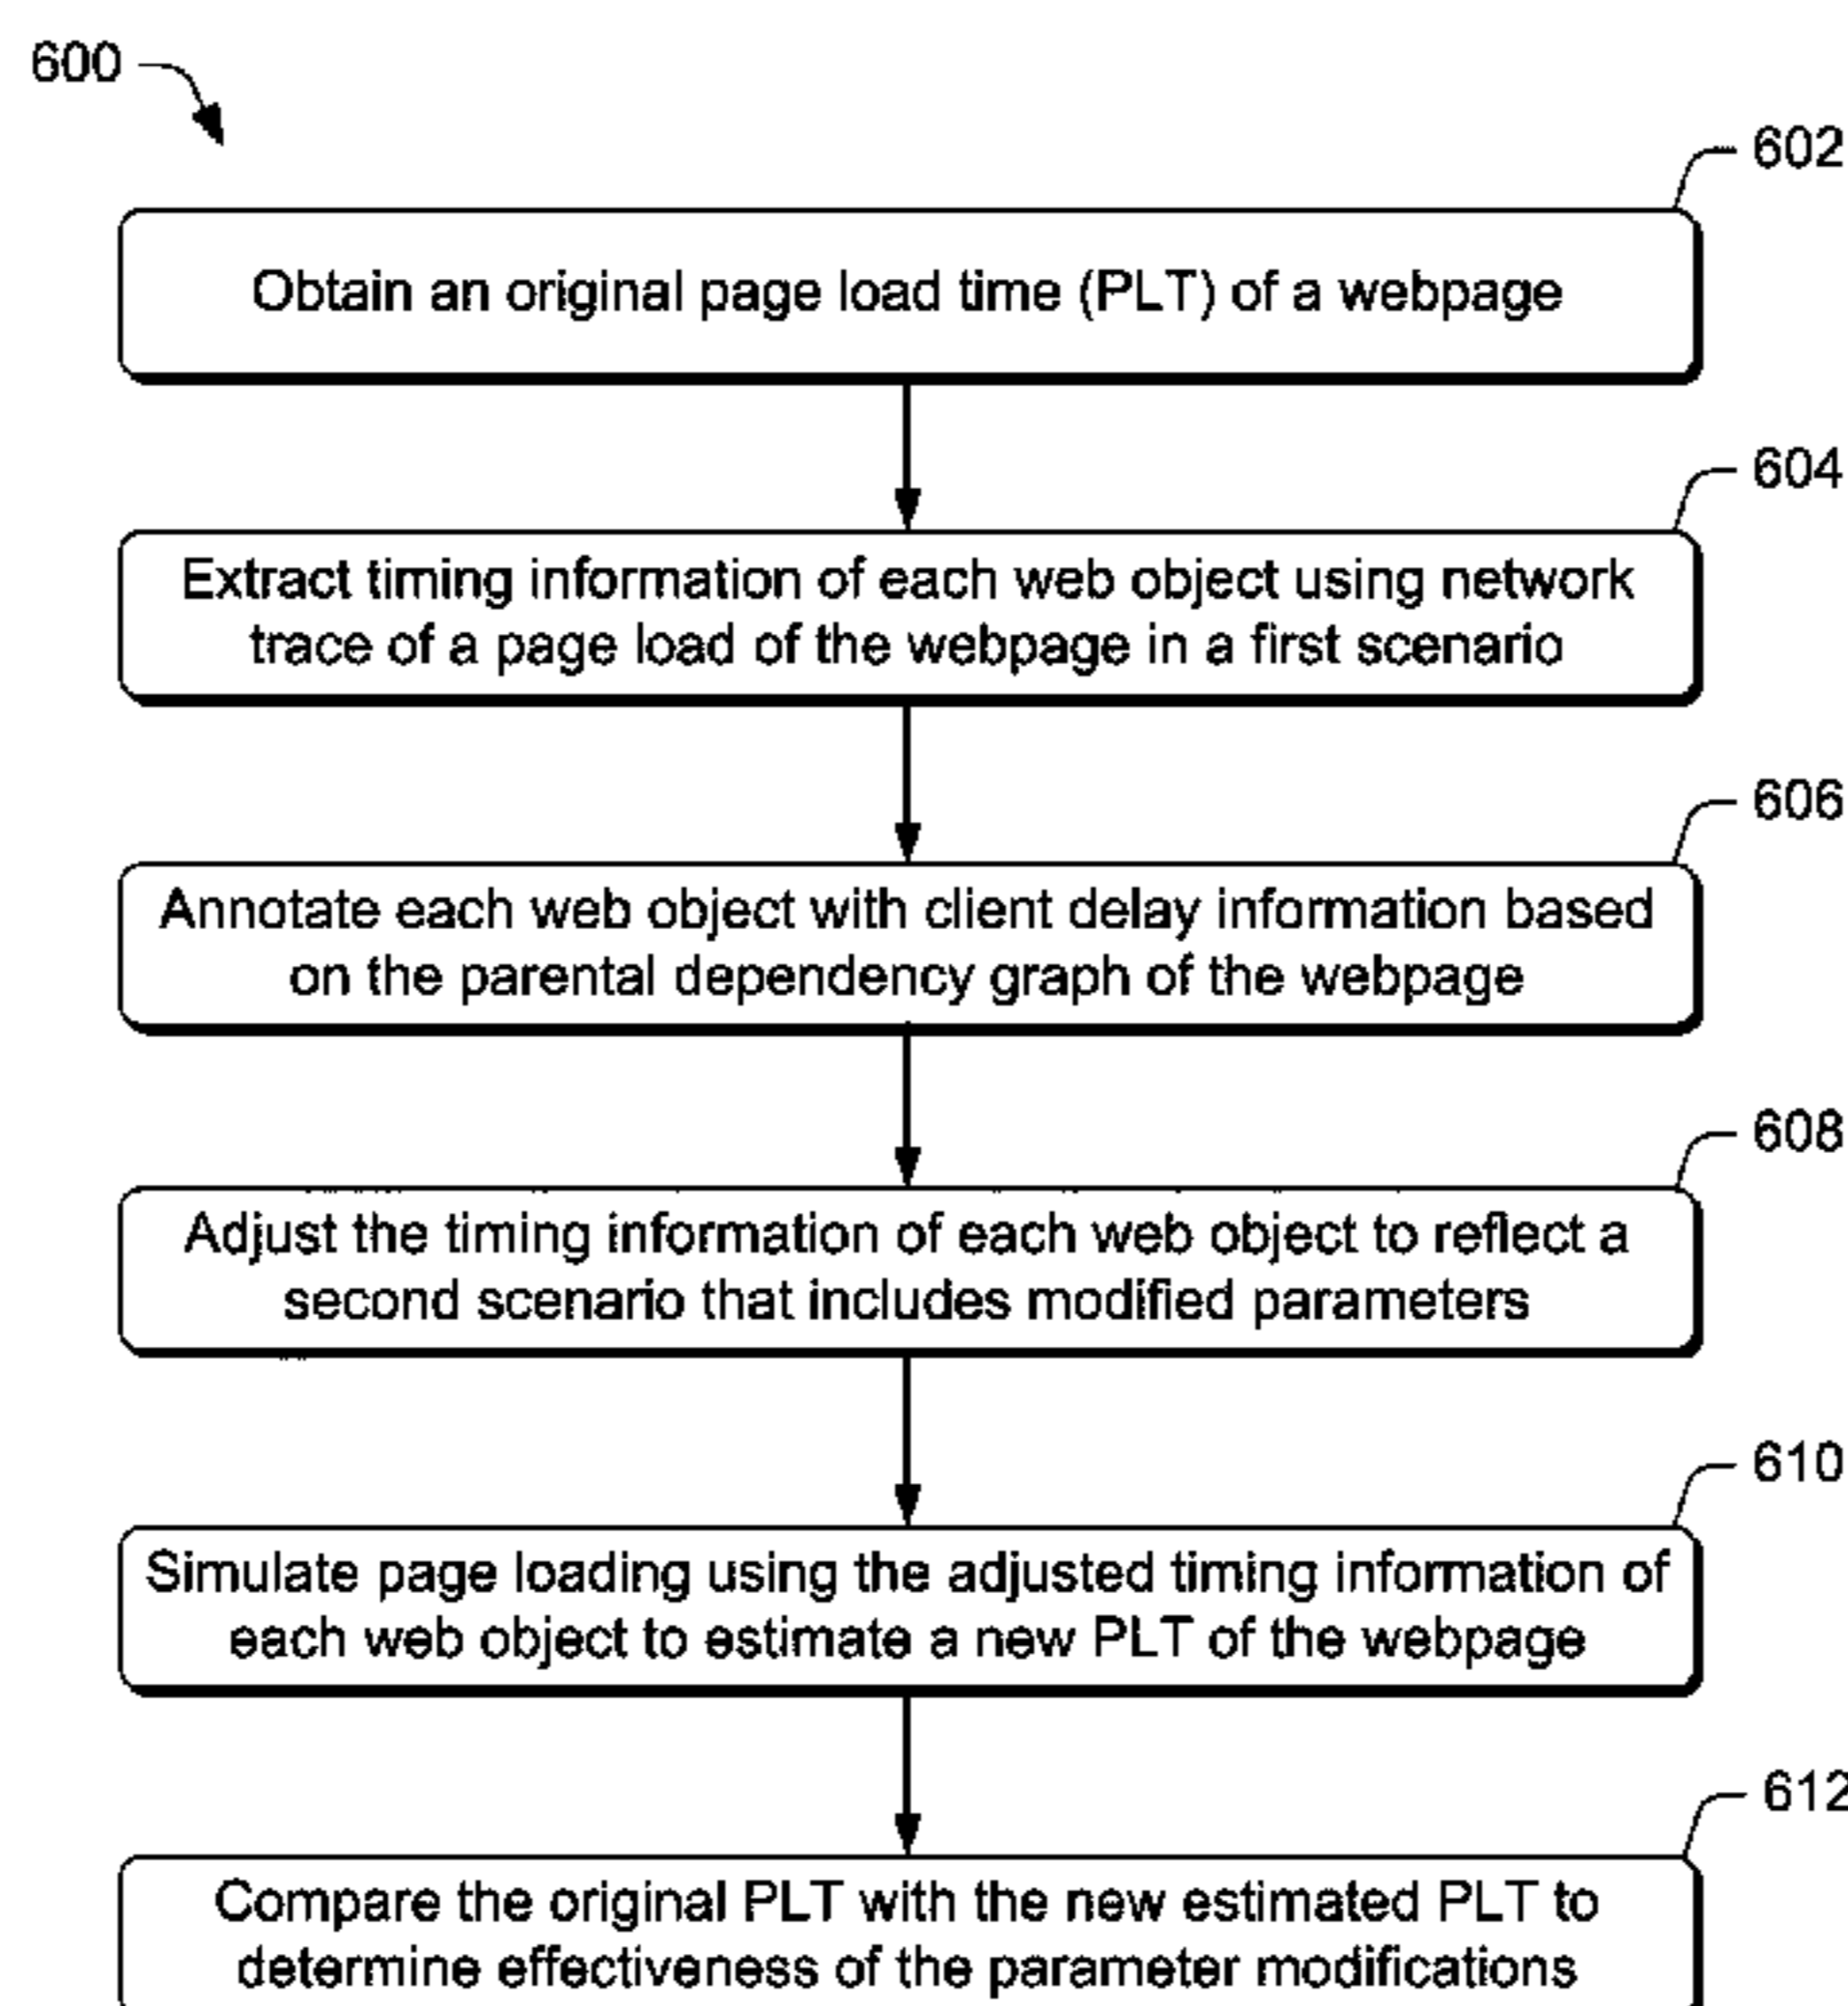 600
602
Obtain an original page load time (PLT) of a webpage
604
Extract timing information of each web object using network
trace of a page load of the webpage in a first scenario
606
Annotate each web object with client delay information based
on the parental dependency graph of the webpage
608
Adjust the timing information of each web object to reflect a
second scenario that includes modified parameters
610
Simulate page loading using the adjusted timing information of
each web object to estimate a new PLT of the webpage
612
Compare the original PLT with the new estimated PLT to
determine effectiveness of the parameter modifications